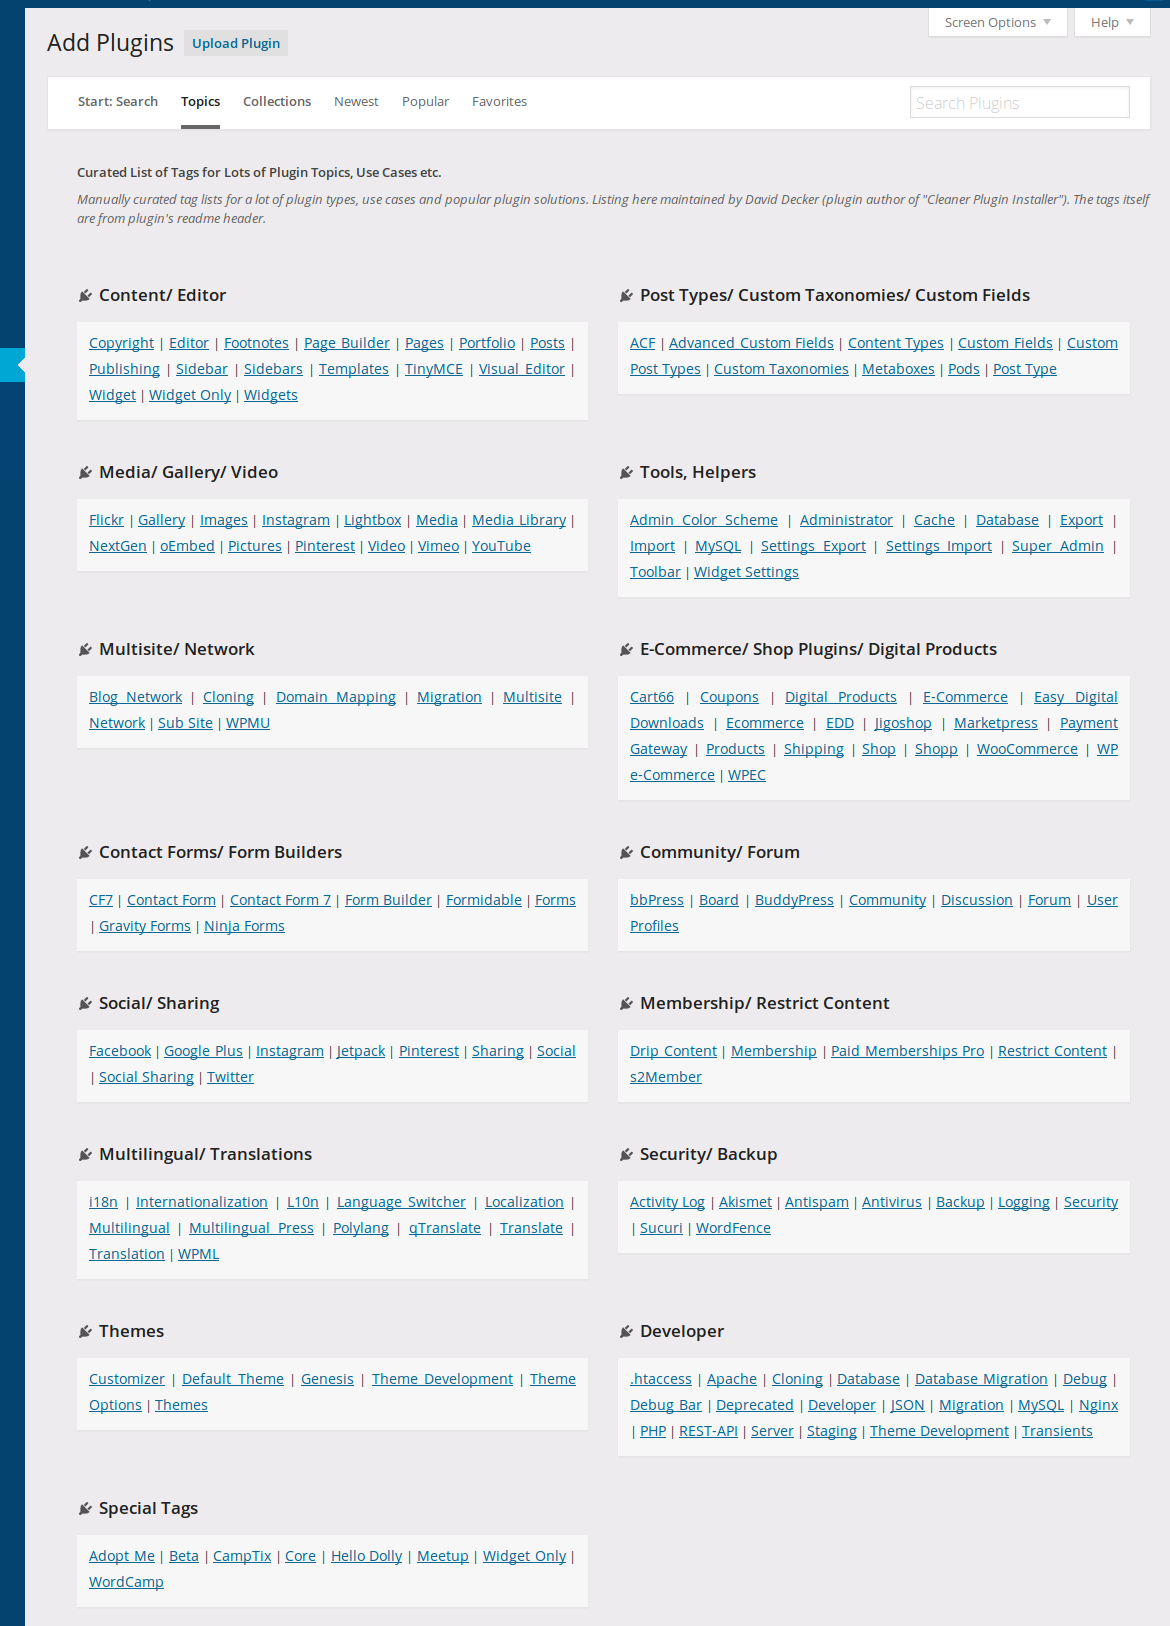 Screen Options Help
Add Plugins Upload Plugin
Start: Search Topics Collections Newest Popular Favorites Search Plugins
Curated List of Tags for Lots of Plugin Topics, Use Cases etc.
Manually curated tag lists for a lot of plugin types, use cases and popular plugin solutions. Listing here maintained by David Decker (plugin author of "Cleaner Plugin Installer"). The tags itself
are from plugin's readme header.
Content/ Editor
Copyright | Editor | Footnotes | Page Builder | Pages | Portfolio | Posts |
Publishing | Sidebar | Sidebars | Templates | TinyMCE | Visual Editor |
Widget | Widget Only | Widgets
Post Types/ Custom Taxonomies/ Custom Fields
ACF | Advanced Custom Fields | Content Types | Custom Fields | Custom
Post Types | Custom Taxonomies | Metaboxes | Pods | Post Type
Media/ Gallery/ Video
Flickr | Gallery | Images | Instagram | Lightbox | Media | Media Library |
NextGen | oEmbed | Pictures | Pinterest | Video | Vimeo | YouTube
Tools, Helpers
Admin Color Scheme | Administrator | Cache | Database | Export |
Import | MySQL | Settings Export | Settings Import | Super Admin |
Toolbar | Widget Settings
Multisite/ Network
Blog Network | Cloning | Domain Mapping | Migration | Multisite |
Network | Sub Site | WPMU
E-Commerce/ Shop Plugins/ Digital Products
Cart66 | Coupons | Digital Products | E-Commerce | Easy Digital
Downloads | Ecommerce | EDD | Jigoshop | Marketpress | Payment
Gateway | Products | Shipping | Shop | Shopp | WooCommerce | WP
e-Commerce | WPEC
Contact Forms/ Form Builders
CF7 | Contact Form | Contact Form 7 | Form Builder | Formidable | Forms
| Gravity Forms | Ninja Forms
Community/ Forum
bbPress | Board | BuddyPress | Community | Discussion | Forum | User
Profiles
Social/ Sharing
Facebook | Google Plus | Instagram | Jetpack | Pinterest | Sharing | Social
| Social Sharing | Twitter
Membership/ Restrict Content
Drip Content | Membership | Paid Memberships Pro | Restrict Content |
s2Member
Multilingual/ Translations
i18n | Internationalization | L10n | Language Switcher | Localization |
Multilingual | Multilingual Press | Polylang | qTranslate | Translate |
Translation | WPML
Security/ Backup
Activity Log | Akismet | Antispam | Antivirus | Backup | Logging | Security
| Sucuri | WordFence
Themes
Customizer | Default Theme | Genesis | Theme Development | Theme
Options | Themes
Developer
.htaccess | Apache | Cloning | Database | Database Migration | Debug |
Debug Bar | Deprecated | Developer | JSON | Migration | MySQL | Nginx
| PHP | REST-API | Server | Staging | Theme Development | Transients
Special Tags
Adopt Me | Beta | CampTix | Core | Hello Dolly | Meetup | Widget Only |
WordCamp